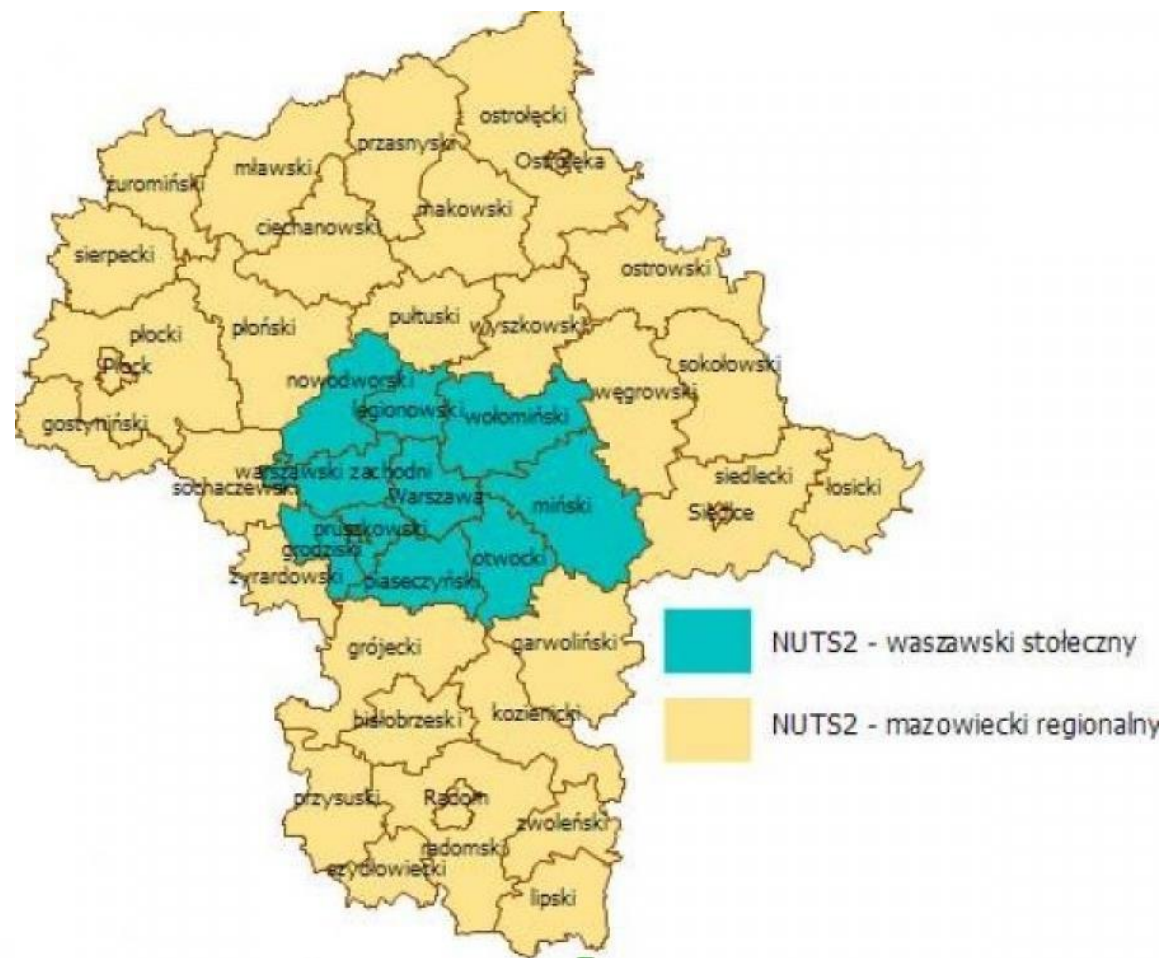 ostrołęcki
przasnyski
Ostrołęka
mławski
żuromiński
makowski
ciechanowski
sierpecki
ostrowski
pułtuski
wyszkowski
płoński
płocki
Płock
sokołowski
nowodworski
węgrowski
legionowski
wołomiński
gostyniński
warszawski zachodni
siedlecki
sochaczewski
Warszawa
łosicki
miński
Siedlce
pruszkowski
grodziski
otwocki
żyrardowski
piaseczyński
grójecki
garwoliński
NUTS2 - waszawski stołeczny
białobrzeski
kozienicki
NUTS2 - mazowiecki regionalny
przysuski
Radom
zwoleński
radomski
szydłowiecki
lipski